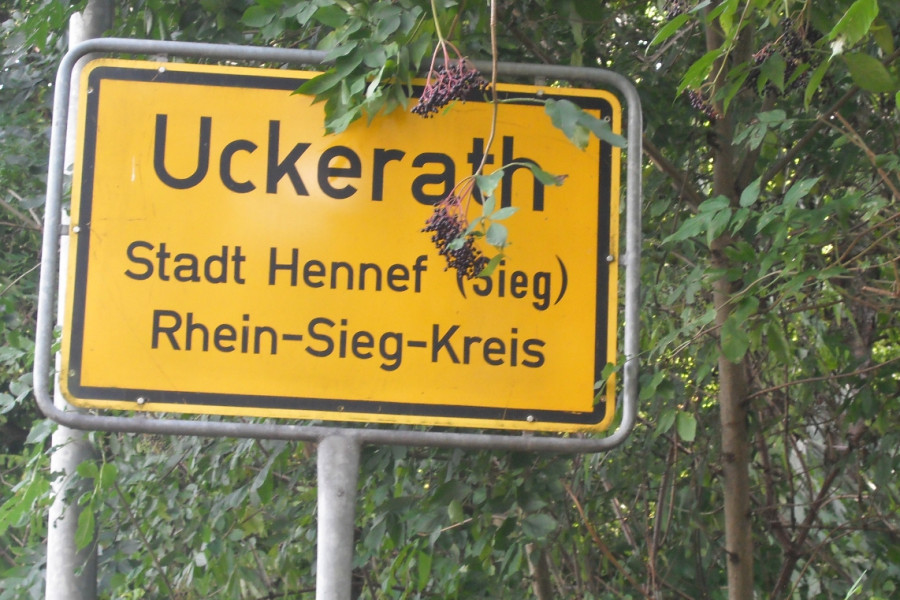 Uckerath
Stadt Hennef (Sieg)
Rhein-Sieg-Kreis